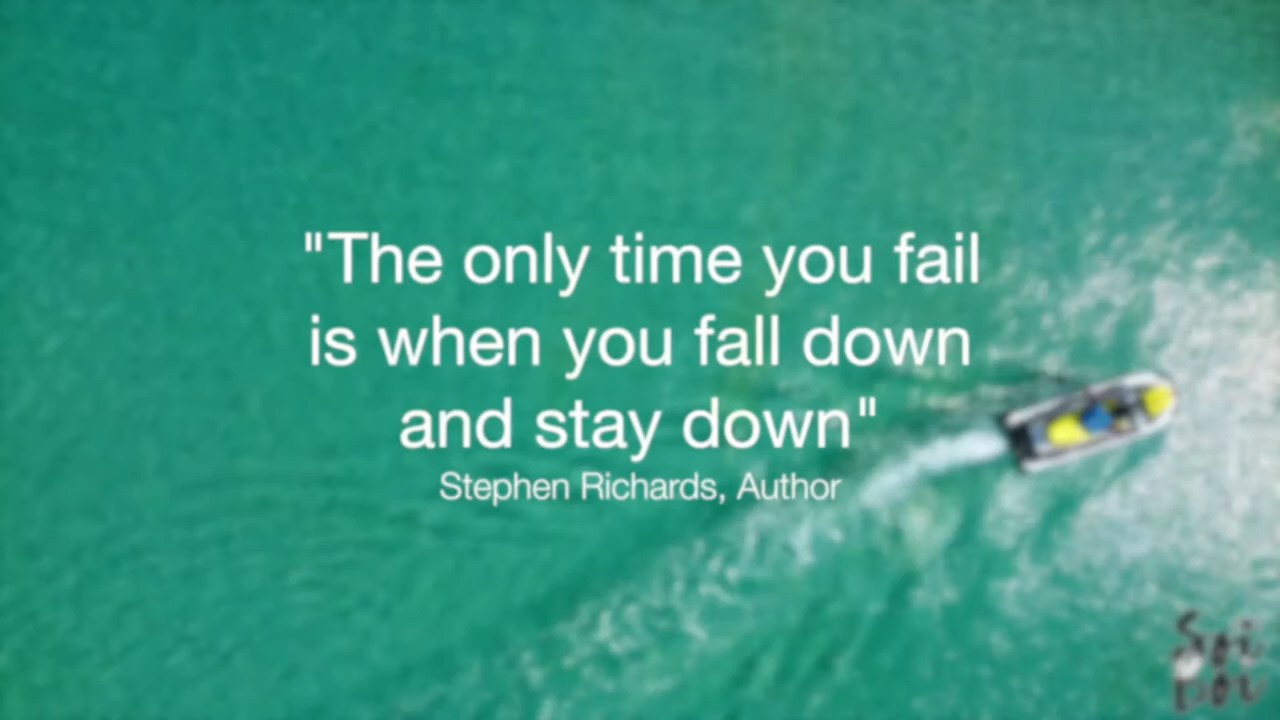 "The only time you fail
is when you fall down
and stay down"
Stephen Richards, Author